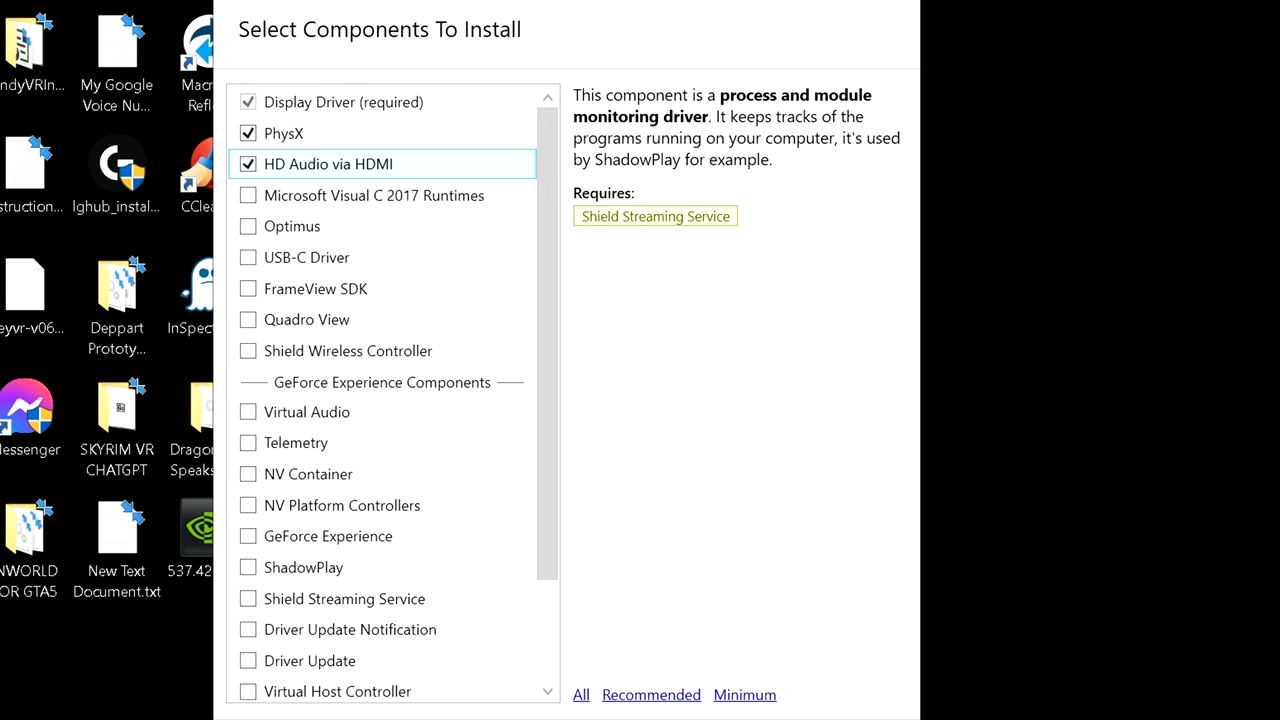 Select Components To Install
ndyVRIn...
My Google
Voice Nu...
Macr
Refl
struction...
lghub_instal...
CClea
eyvr-v06...
Deppart
Prototy...
InSpec
essenger
SKYRIM VR
CHATGPT
Dragon
Speaks
NWORLD
OR GTA5
New Text
Document.txt
537.42
Display Driver (required)
PhysX
HD Audio via HDMI
Microsoft Visual C 2017 Runtimes
Optimus
USB-C Driver
FrameView SDK
Quadro View
Shield Wireless Controller
GeForce Experience Components
Virtual Audio
Telemetry
NV Container
NV Platform Controllers
GeForce Experience
ShadowPlay
Shield Streaming Service
Driver Update Notification
Driver Update
Virtual Host Controller
This component is a process and module
monitoring driver. It keeps tracks of the
programs running on your computer, it's used
by ShadowPlay for example.
Requires:
Shield Streaming Service
All Recommended Minimum